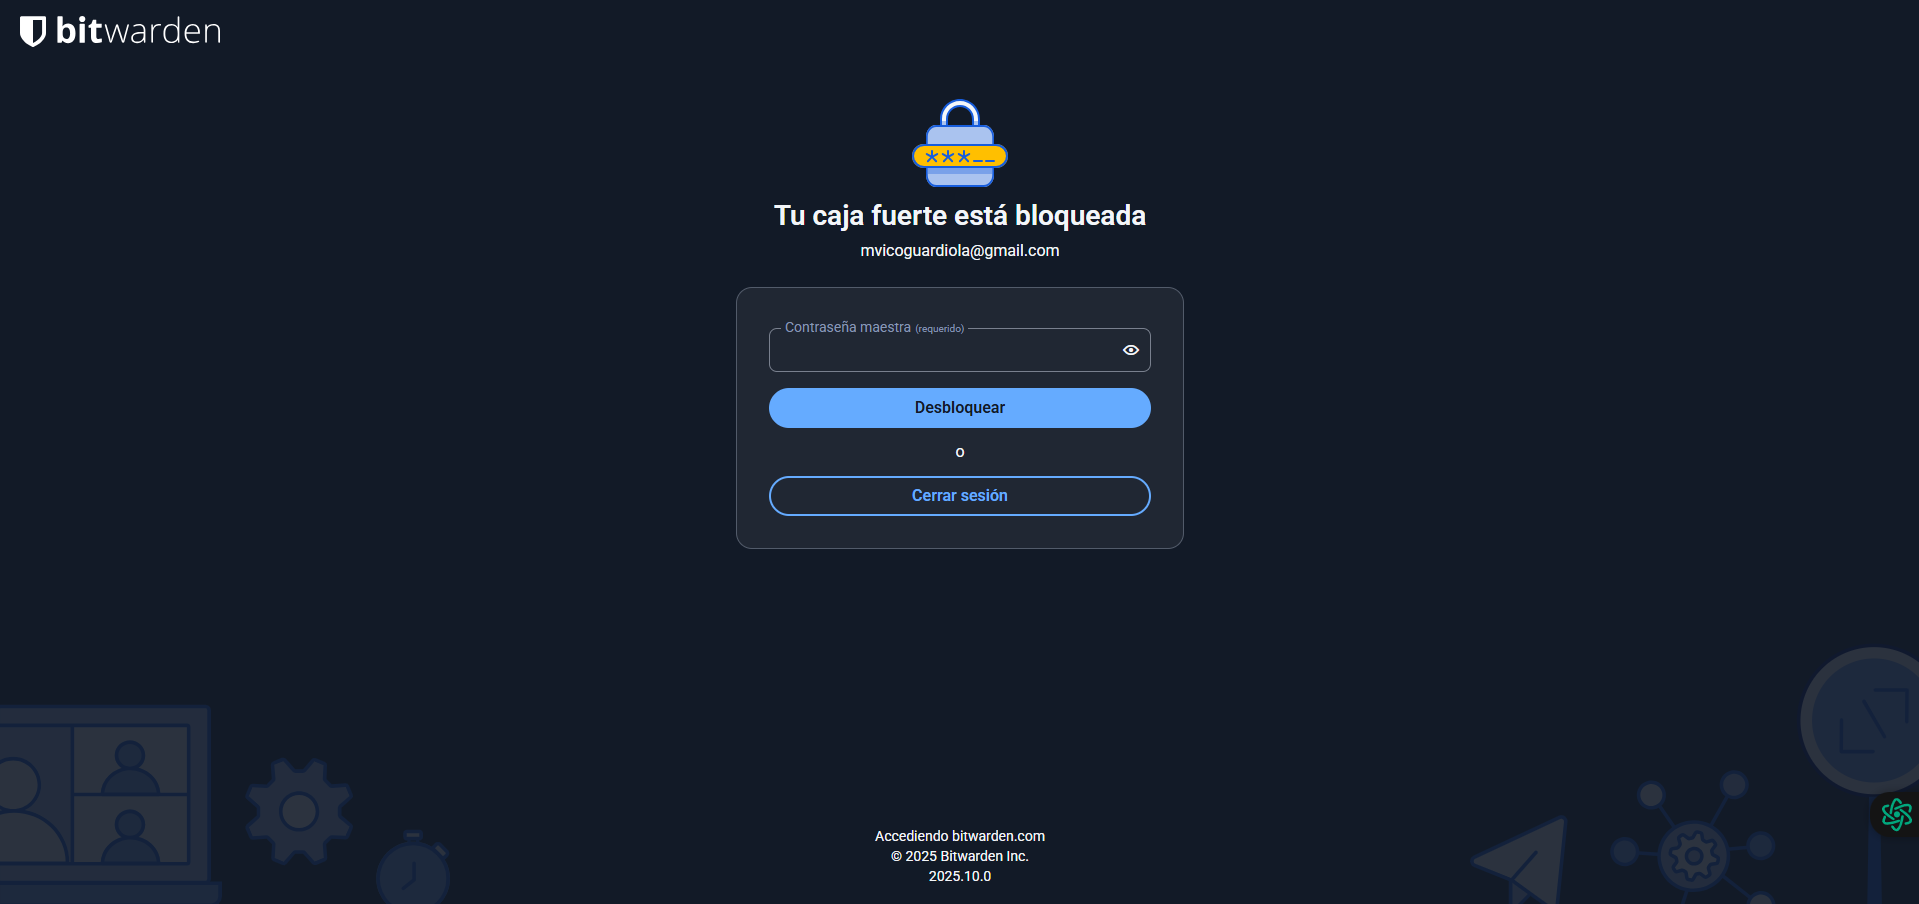 bitwarden
***__
Tu caja fuerte está bloqueada
mvicoguardiola@gmail.com
Contraseña maestra (requerido)
Desbloquear
o
Cerrar sesión
Accediendo bitwarden.com
© 2025 Bitwarden Inc.
2025.10.0